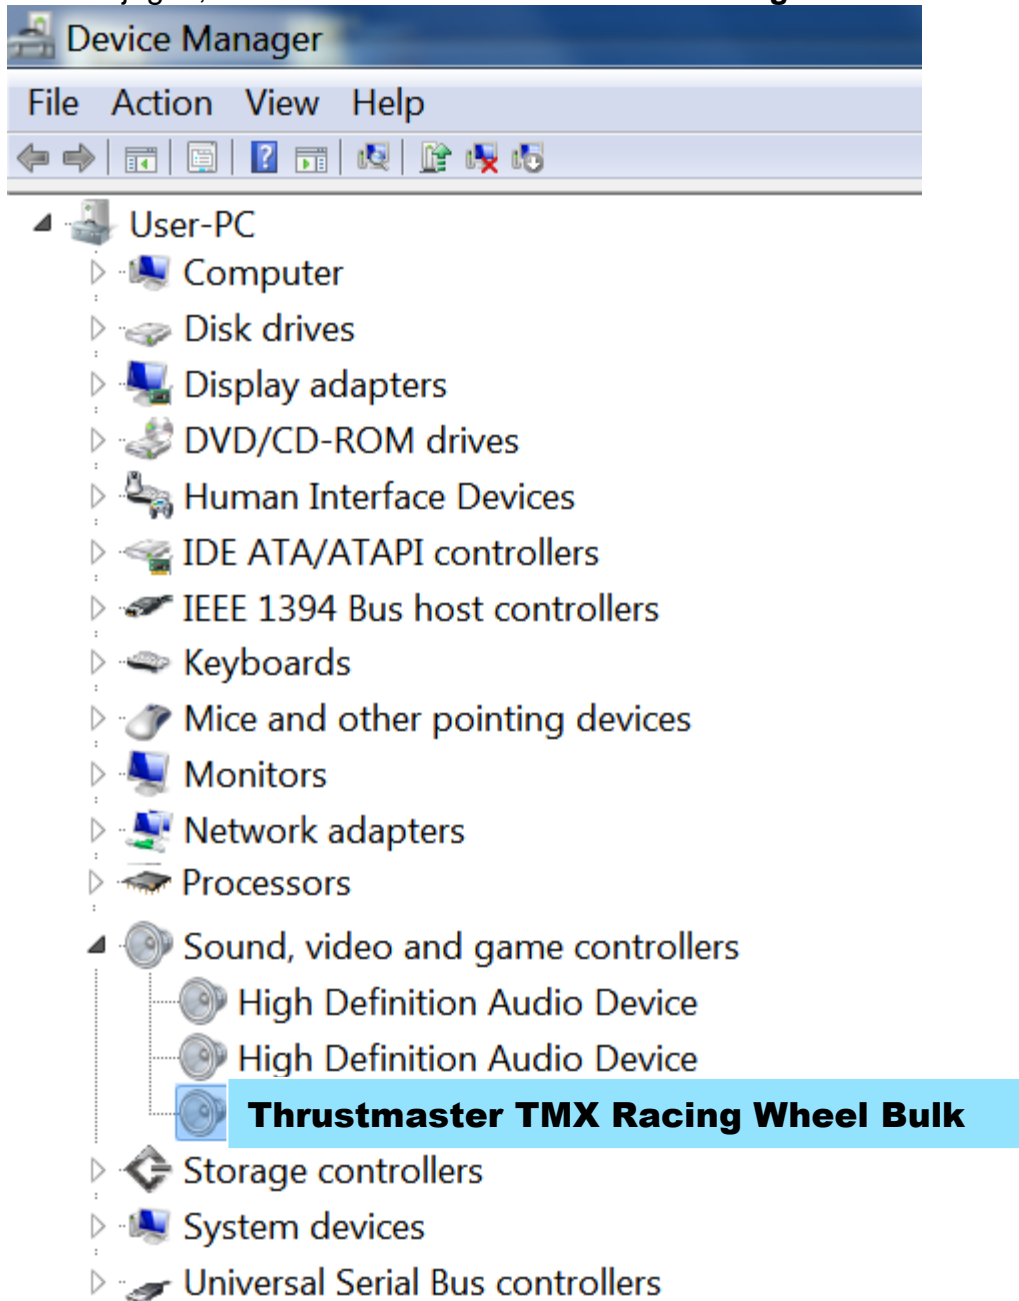 Device Manager
File Action View Help
User-PC
Computer
Disk drives
Display adapters
DVD/CD-ROM drives
Human Interface Devices
IDE ATA/ATAPI controllers
IEEE 1394 Bus host controllers
Keyboards
Mice and other pointing devices
Monitors
Network adapters
Processors
Sound, video and game controllers
High Definition Audio Device
High Definition Audio Device
Thrustmaster TMX Racing Wheel Bulk
Storage controllers
System devices
Universal Serial Bus controllers